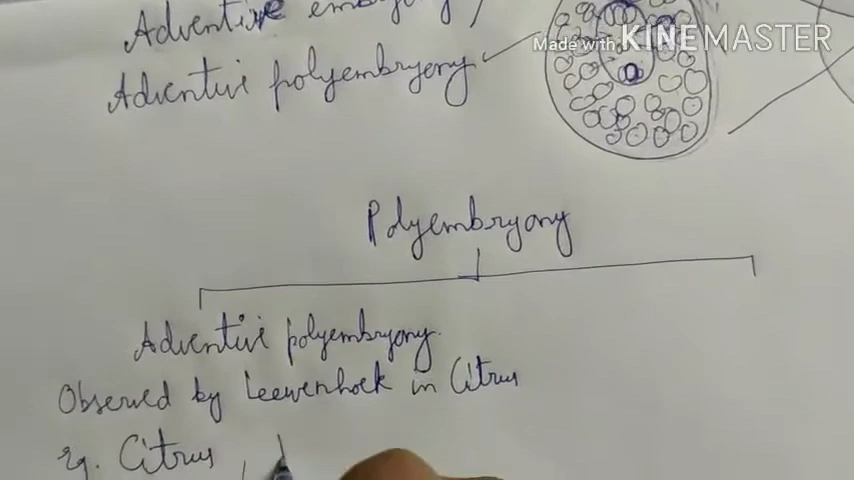 Adventive embryony
Made with KINEMASTER
Adventive polyembryony
Polyembryony
Adventive polyembryony.
Observed by Leewenhoek in Citrus
eg. Citrus